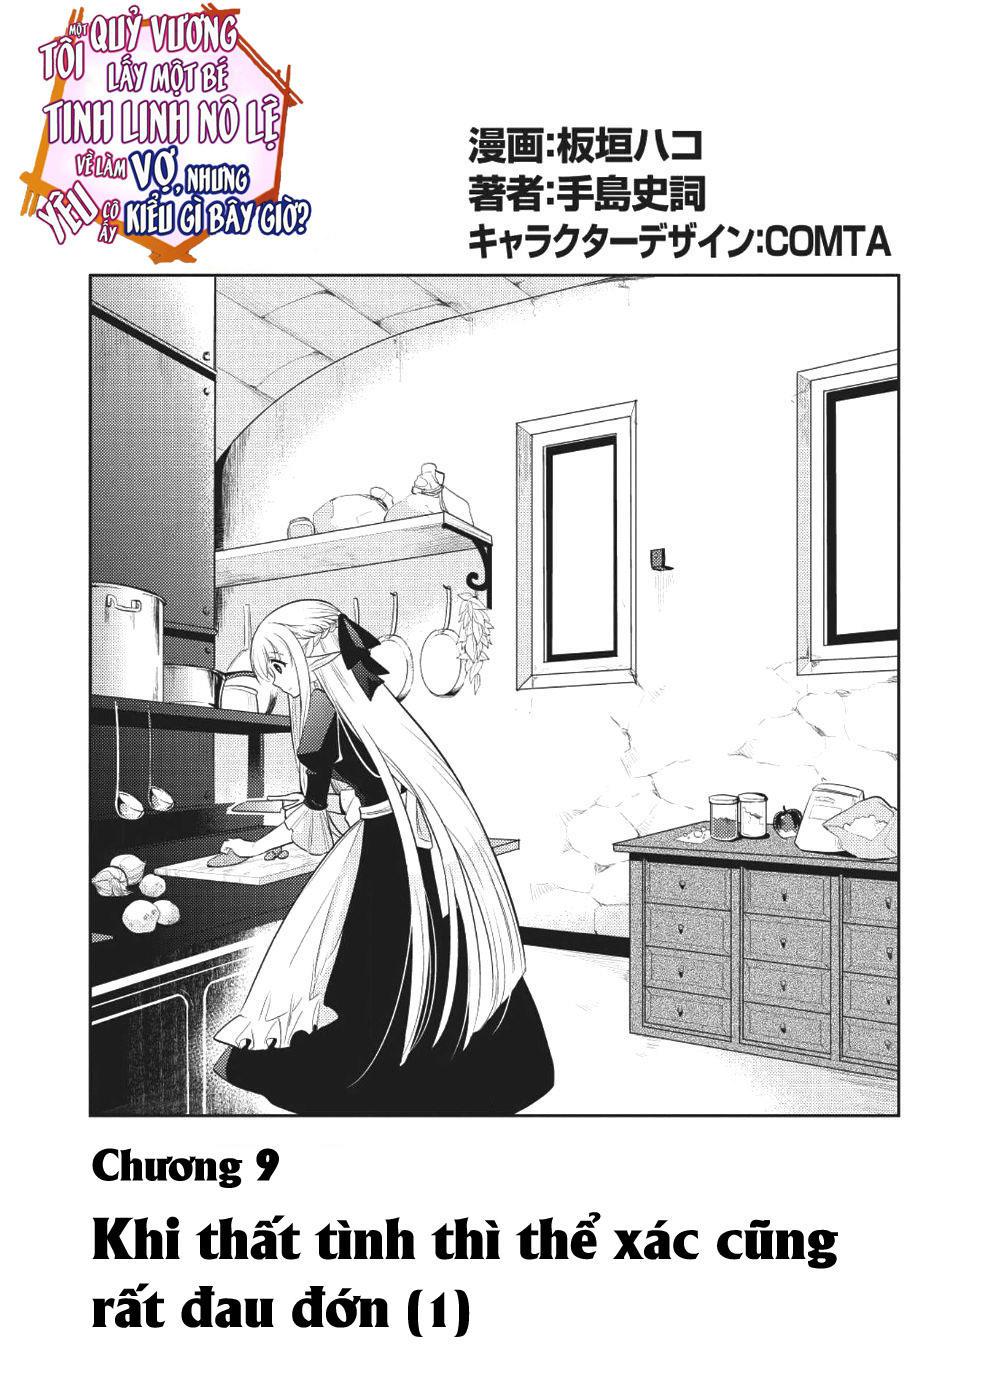 MỘT
TÔI QUỶ VƯƠNG
LẤY MỘT BÉ
TINH LINH NÔ LỆ
VỀ LÀM VỢ, NHƯNG
YÊU CÔ ẤY KIỂU GÌ BÂY GIỜ?
漫画:板垣ハコ
著者:手島史詞
キャラクターデザイン:COMTA
Chương 9
Khi thất tình thì thể xác cũng
rất đau đớn (1)